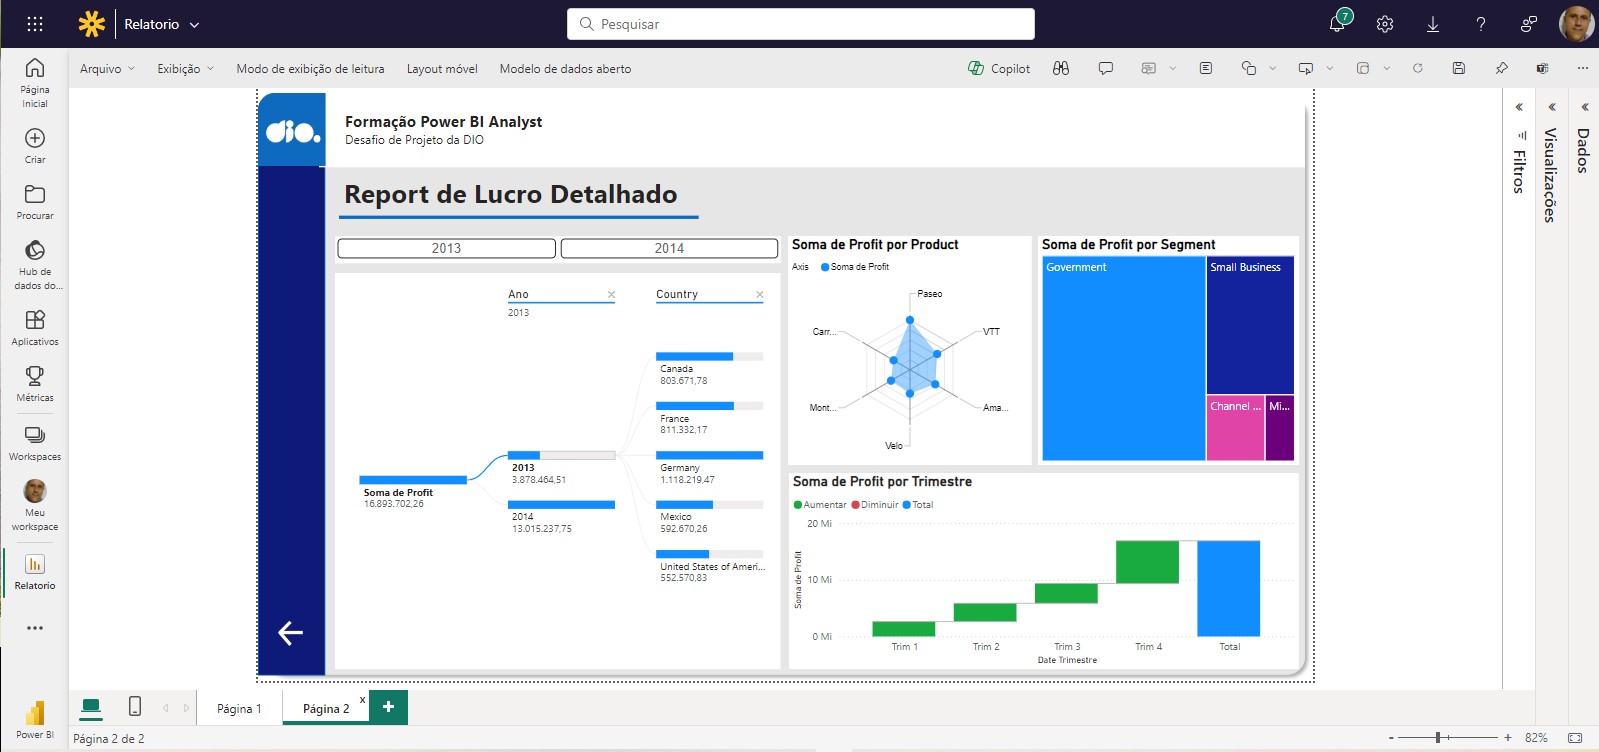 Relatorio
Pesquisar
7
Arquivo
Exibição
Modo de exibição de leitura
Layout móvel
Modelo de dados aberto
Copilot
Página
Inicial
Criar
Procurar
Hub de
dados do...
Aplicativos
Métricas
Workspaces
Meu
workspace
Relatorio
Power BI
dio.
Formação Power BI Analyst
Desafio de Projeto da DIO
Report de Lucro Detalhado
2013
2014
Ano
2013
Country
Soma de Profit
16.893.702,26
2013
3.878.464,51
2014
13.015.237,75
Canada
803.671,78
France
811.332,17
Germany
1.118.219,47
Mexico
592.670,26
United States of Ameri...
552.570,83
Soma de Profit por Product
Axis
Soma de Profit
Paseo
VTT
Ama...
Velo
Mont...
Carr...
Soma de Profit por Segment
Government
Small Business
Channel ...
Mi...
Soma de Profit por Trimestre
Aumentar
Diminuir
Total
Soma de Profit
20 Mi
10 Mi
0 Mi
Trim 1
Trim 2
Trim 3
Trim 4
Total
Date Trimestre
Filtros
Visualizações
Dados
Página 1
Página 2
x
+
Página 2 de 2
- + 82%